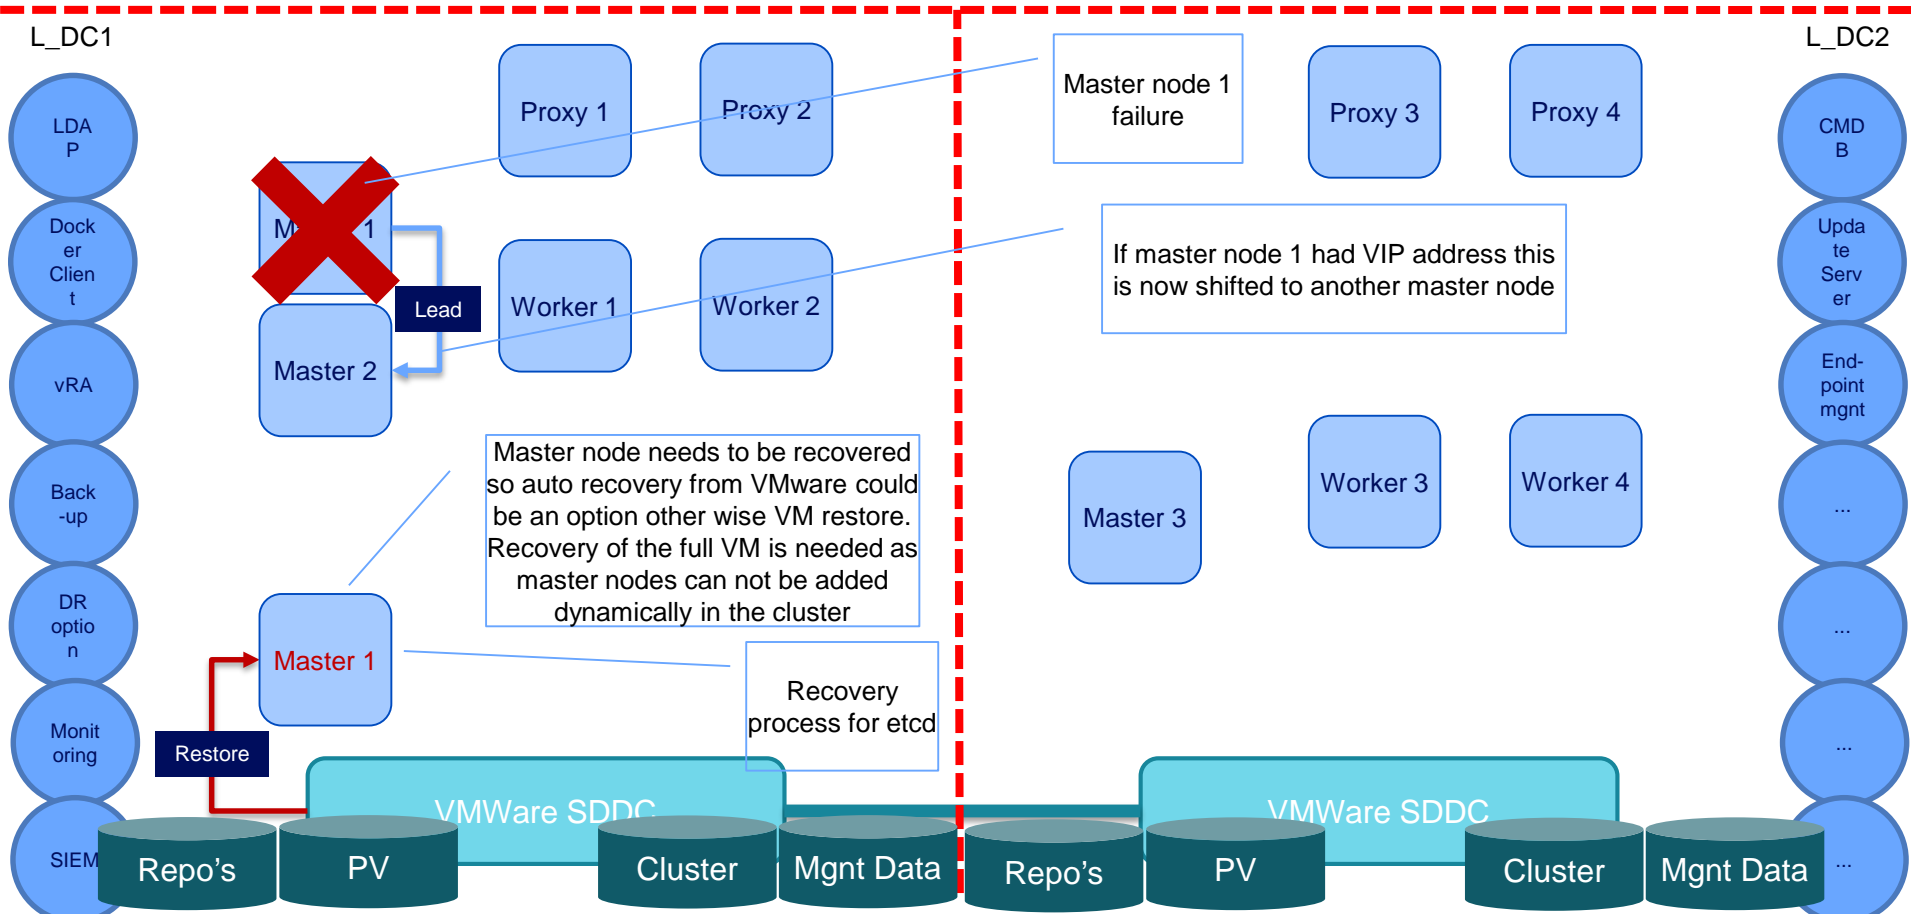 L_DC1
L_DC2
LDA
P
Dock
er
Clien
t
vRA
Back
-up
DR
optio
n
Monit
oring
SIEM
Proxy 1
Proxy 2
M
1
Lead
Master 2
Worker 1
Worker 2
Master node 1
failure
If master node 1 had VIP address this
is now shifted to another master node
Proxy 3
Proxy 4
Master node needs to be recovered
so auto recovery from VMware could
be an option other wise VM restore.
Recovery of the full VM is needed as
master nodes can not be added
dynamically in the cluster
Master 1
Restore
Recovery
process for etcd
Master 3
Worker 3
Worker 4
CMD
B
Upda
te
Serv
er
End-
point
mgnt
...
...
...
...
VMWare SDDC
VMWare SDDC
Repo's
PV
Cluster
Mgnt Data
Repo's
PV
Cluster
Mgnt Data